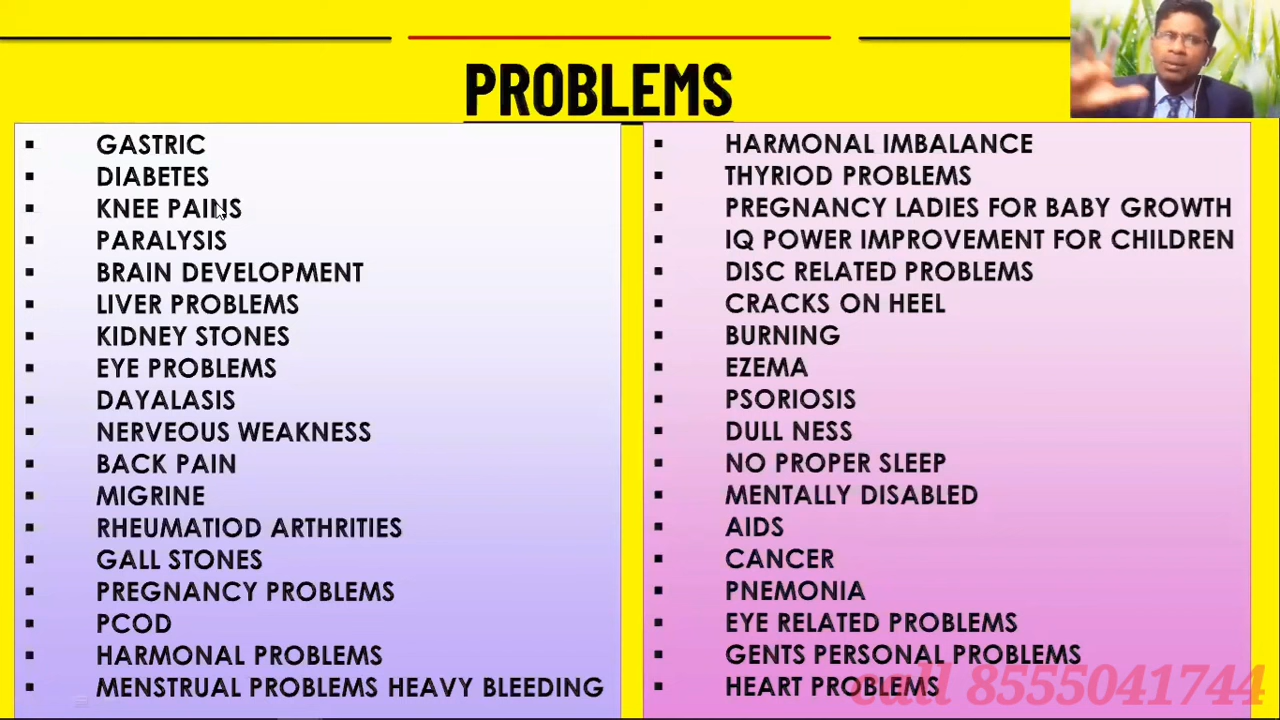 PROBLEMS
▪ GASTRIC
▪ DIABETES
▪ KNEE PAINS
▪ PARALYSIS
▪ BRAIN DEVELOPMENT
▪ LIVER PROBLEMS
▪ KIDNEY STONES
▪ EYE PROBLEMS
▪ DAYALASIS
▪ NERVEOUS WEAKNESS
▪ BACK PAIN
▪ MIGRINE
▪ RHEUMATIOD ARTHRITIES
▪ GALL STONES
▪ PREGNANCY PROBLEMS
▪ PCOD
▪ HARMONAL PROBLEMS
▪ MENSTRUAL PROBLEMS HEAVY BLEEDING
▪ HARMONAL IMBALANCE
▪ THYRIOD PROBLEMS
▪ PREGNANCY LADIES FOR BABY GROWTH
▪ IQ POWER IMPROVEMENT FOR CHILDREN
▪ DISC RELATED PROBLEMS
▪ CRACKS ON HEEL
▪ BURNING
▪ EZEMA
▪ PSORIOSIS
▪ DULL NESS
▪ NO PROPER SLEEP
▪ MENTALLY DISABLED
▪ AIDS
▪ CANCER
▪ PNEMONIA
▪ EYE RELATED PROBLEMS
▪ GENTS PERSONAL PROBLEMS
▪ HEART PROBLEMS
call 8555041744